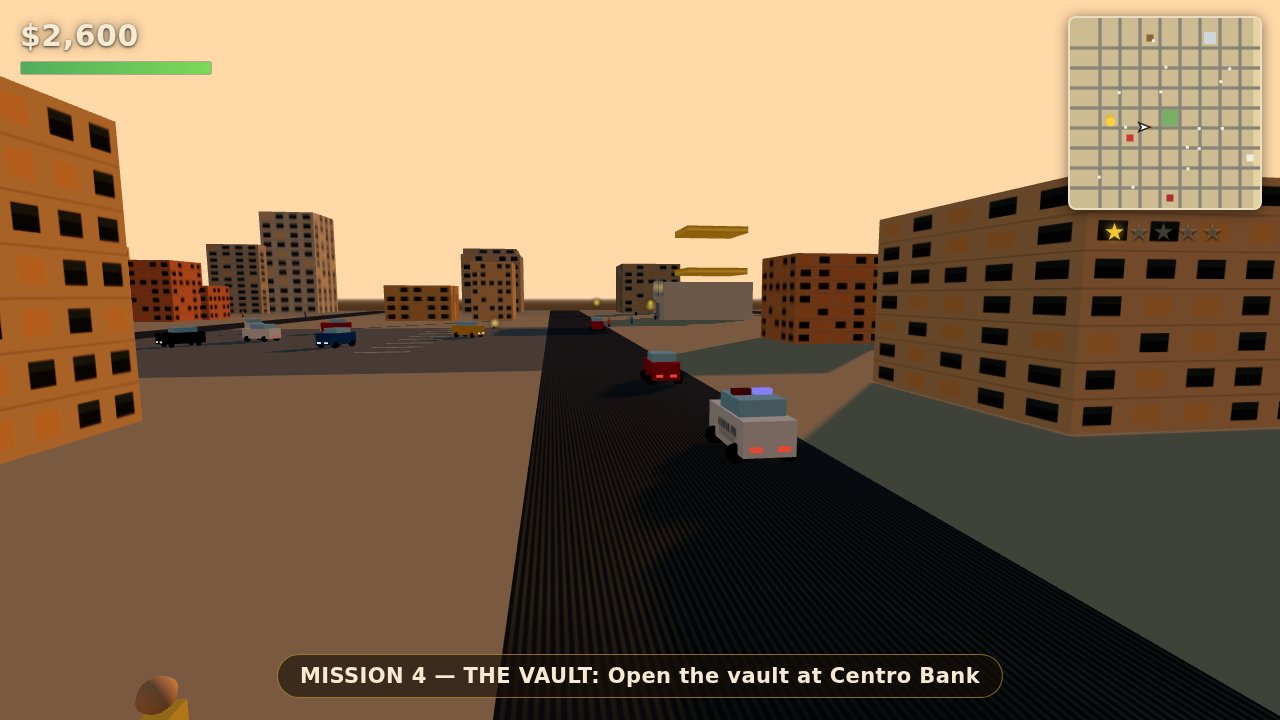 $2,600
MISSION 4 — THE VAULT: Open the vault at Centro Bank